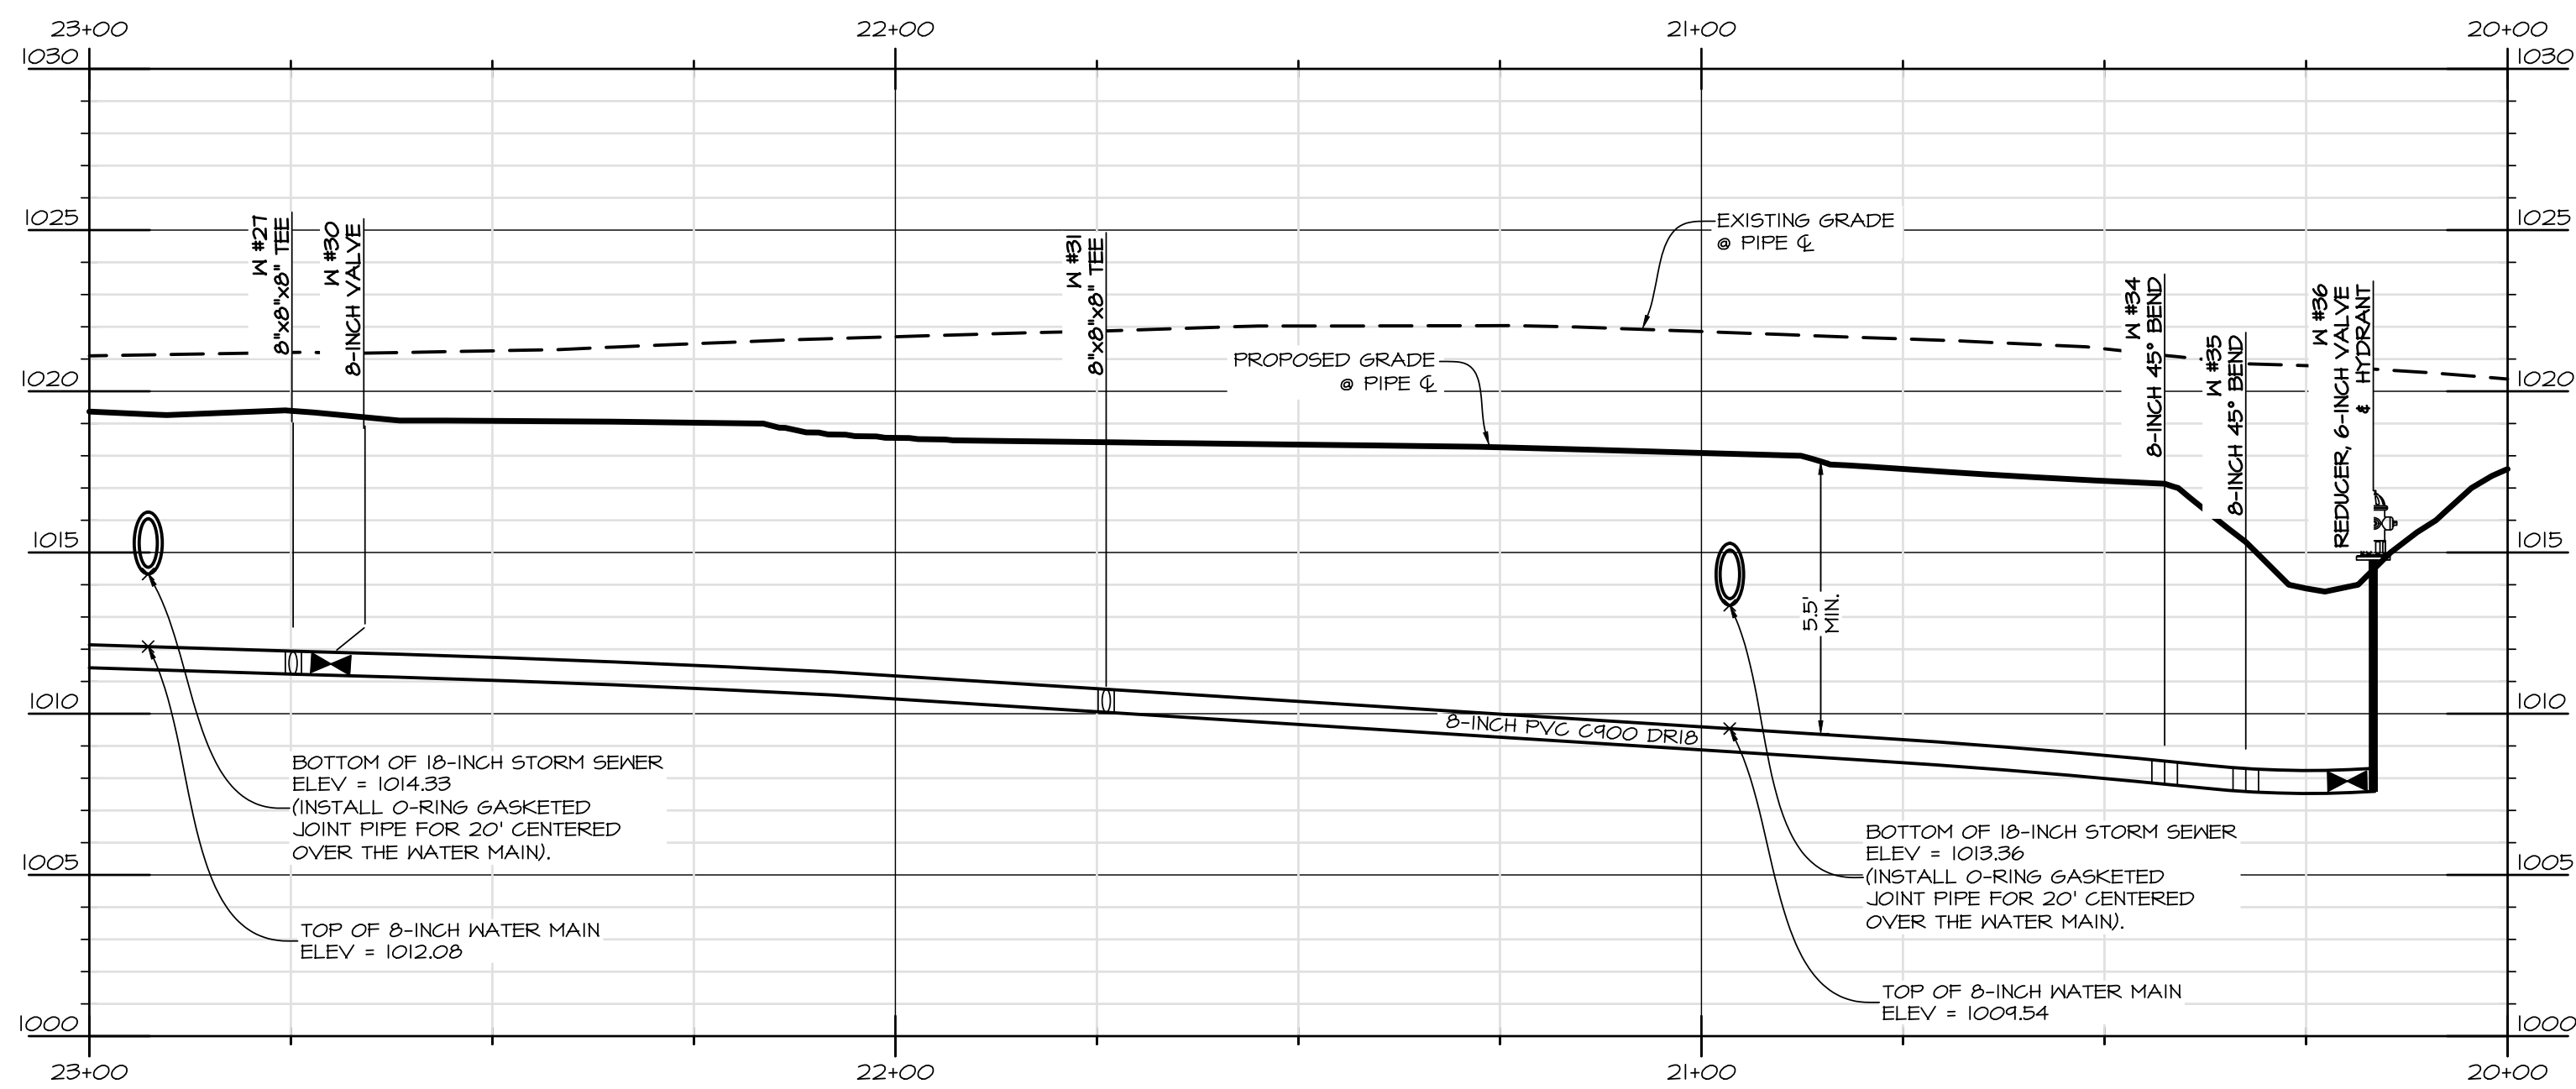 23+00
22+00
21+00
20+00
1030
1030
1025
1025
1020
1020
1015
1015
1010
1010
1005
1005
1000
1000
W #27
8"x8"x8" TEE
W #30
8-INCH VALVE
W #31
8"x8"x8" TEE
EXISTING GRADE
@ PIPE ℄
PROPOSED GRADE
@ PIPE ℄
W #34
8-INCH 45° BEND
W #35
8-INCH 45° BEND
W #36
REDUCER, 6-INCH VALVE
& HYDRANT
5.5'
MIN.
8-INCH PVC C900 DR18
BOTTOM OF 18-INCH STORM SEWER
ELEV = 1014.33
(INSTALL O-RING GASKETED
JOINT PIPE FOR 20' CENTERED
OVER THE WATER MAIN).
TOP OF 8-INCH WATER MAIN
ELEV = 1012.08
BOTTOM OF 18-INCH STORM SEWER
ELEV = 1013.36
(INSTALL O-RING GASKETED
JOINT PIPE FOR 20' CENTERED
OVER THE WATER MAIN).
TOP OF 8-INCH WATER MAIN
ELEV = 1009.54
23+00
22+00
21+00
20+00